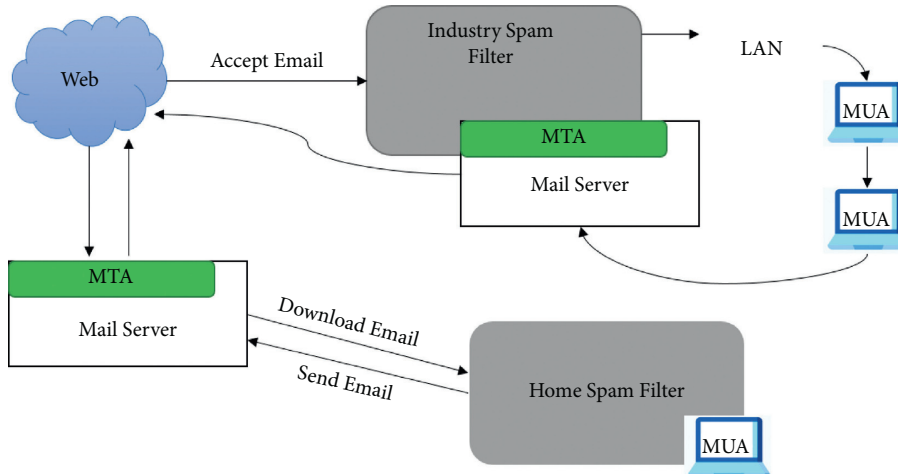 Web
Accept Email
Industry Spam
Filter
LAN
MUA
MTA
Mail Server
MUA
MTA
Mail Server
Download Email
Send Email
Home Spam Filter
MUA